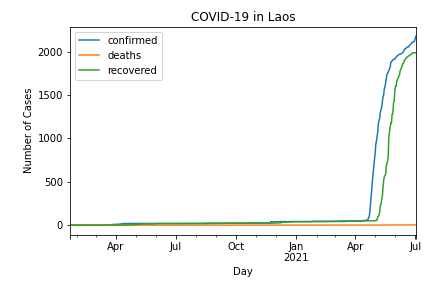 COVID-19 in Laos
confirmed
deaths
recovered
Number of Cases
2000
1500
1000
500
0
Apr
Jul
Oct
Jan
2021
Apr
Jul
Day